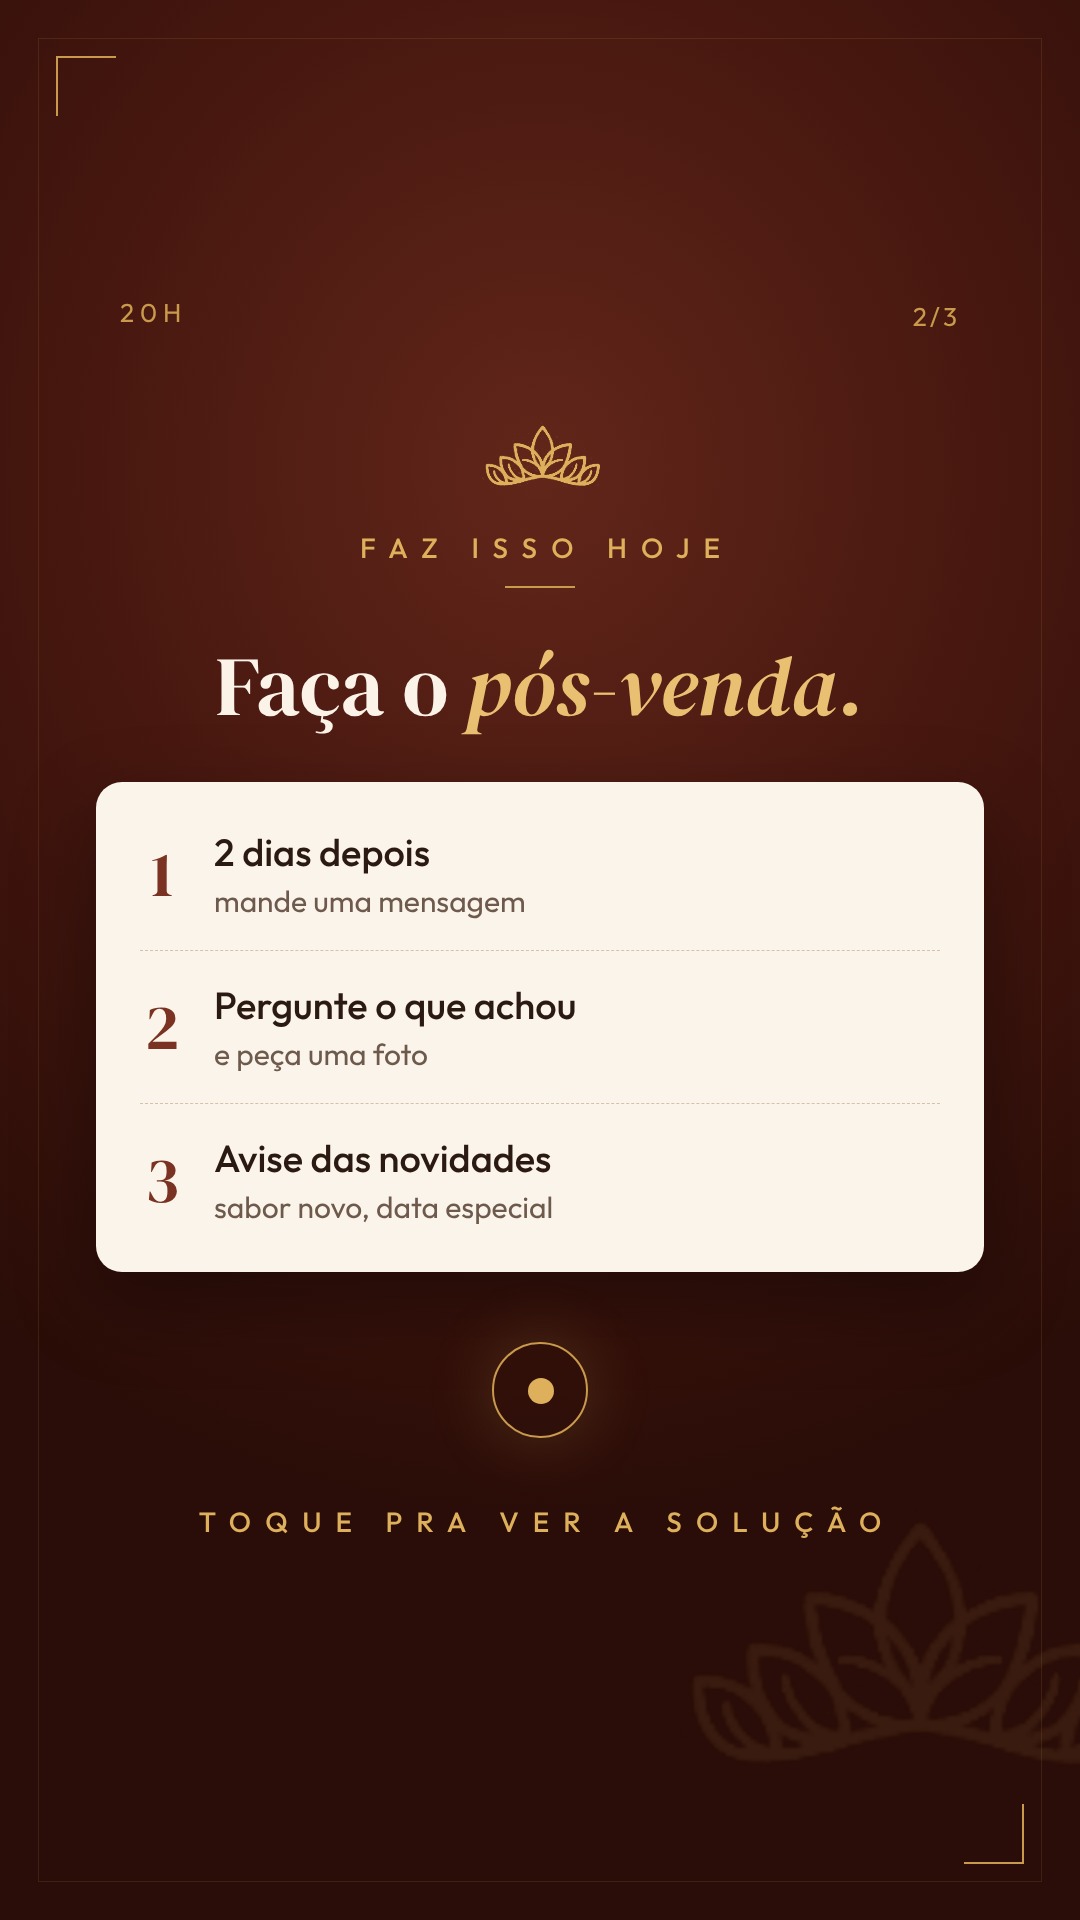 20H
2/3
FAZ ISSO HOJE
Faça o pós-venda.
1
2 dias depois
mande uma mensagem
2
Pergunte o que achou
e peça uma foto
3
Avise das novidades
sabor novo, data especial
TOQUE PRA VER A SOLUÇÃO